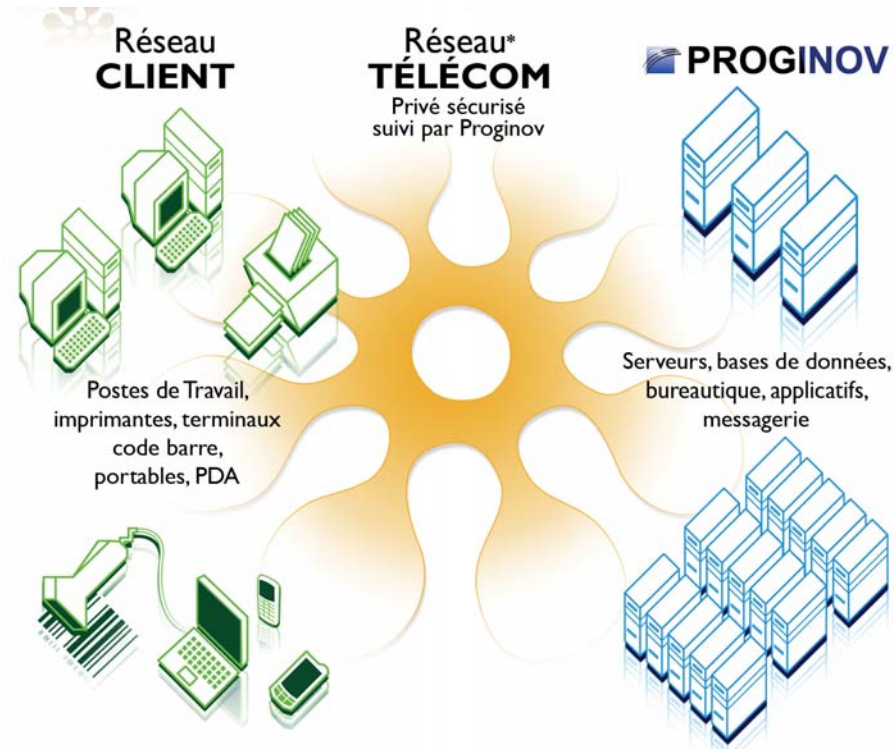 Réseau
CLIENT
Réseau*
TÉLÉCOM
Privé sécurisé
suivi par Proginov
PROGINOV
Postes de Travail,
imprimantes, terminaux
code barre,
portables, PDA
Serveurs, bases de données,
bureautique, applicatifs,
messagerie